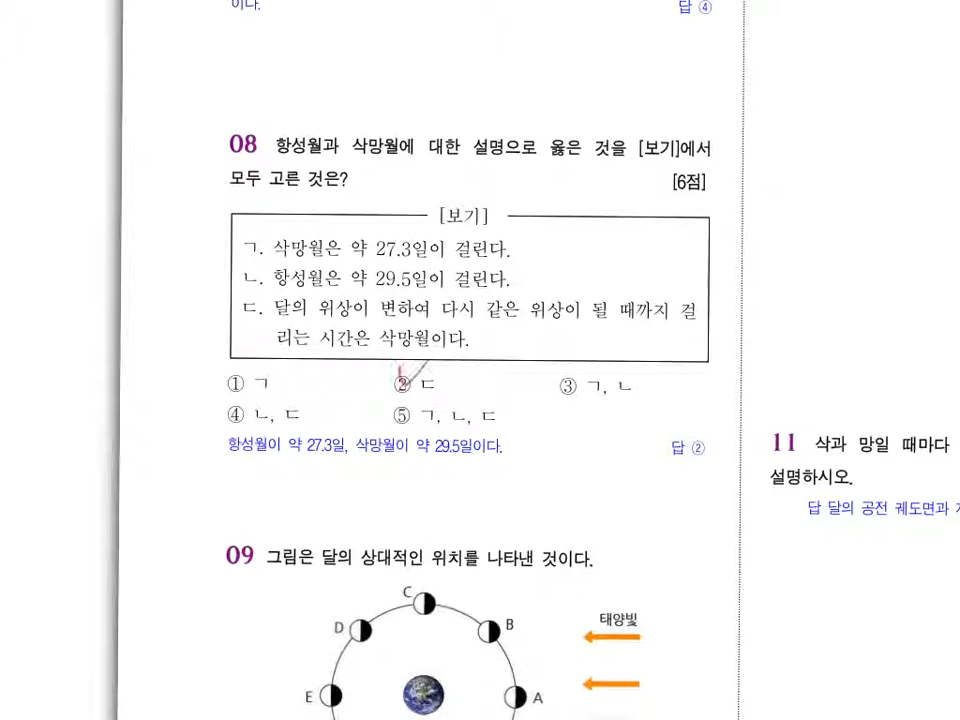 이다.
답 ④
08 항성월과 삭망월에 대한 설명으로 옳은 것을 [보기]에서
모두 고른 것은? [6점]
[보기]
ㄱ. 삭망월은 약 27.3일이 걸린다.
ㄴ. 항성월은 약 29.5일이 걸린다.
ㄷ. 달의 위상이 변하여 다시 같은 위상이 될 때까지 걸
리는 시간은 삭망월이다.
① ㄱ ② ㄷ ③ ㄱ, ㄴ
④ ㄴ, ㄷ ⑤ ㄱ, ㄴ, ㄷ
항성월이 약 27.3일, 삭망월이 약 29.5일이다. 답 ②
09 그림은 달의 상대적인 위치를 나타낸 것이다.
C
D
B
태양빛
E
A
11 삭과 망일 때마다
설명하시오.
답 달의 공전 궤도면과